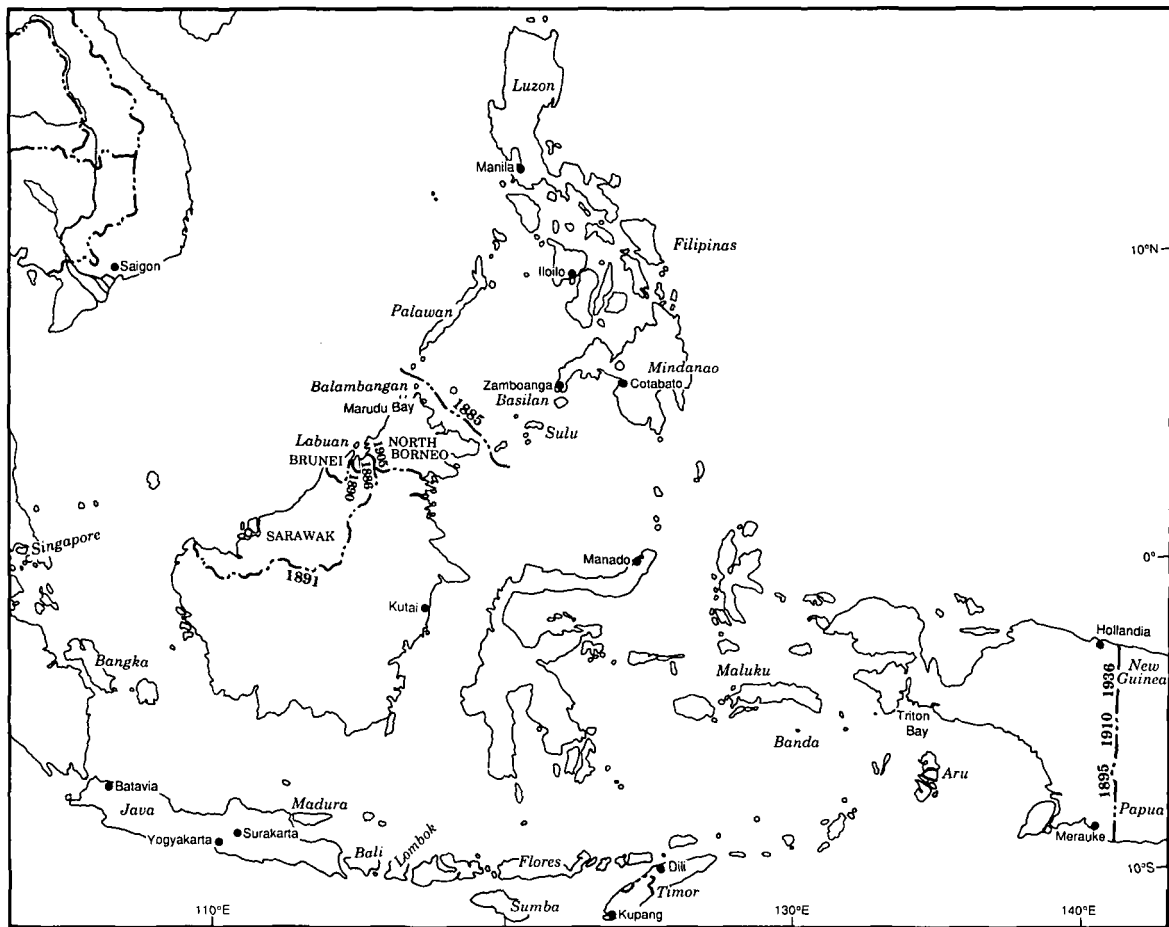 Luzon
Manila
Filipinas
10°N
Saigon
Iloilo
Palawan
Mindanao
Zamboanga
Cotabato
Balambangan
Basilan
Marudu Bay
1885
Sulu
Labuan
1905
NORTH
BORNEO
BRUNEI
1890
1886
SARAWAK
Singapore
Manado
0°
1891
Kutai
Hollandia
New
Guinea
Bangka
Maluku
1936
Triton
Bay
1910
Banda
Aru
1895
Batavia
Java
Madura
Papua
Surakarta
Yogyakarta
Merauke
Bali
Lombok
Flores
Dili
10°S
Timor
Sumba
Kupang
110°E
130°E
140°E